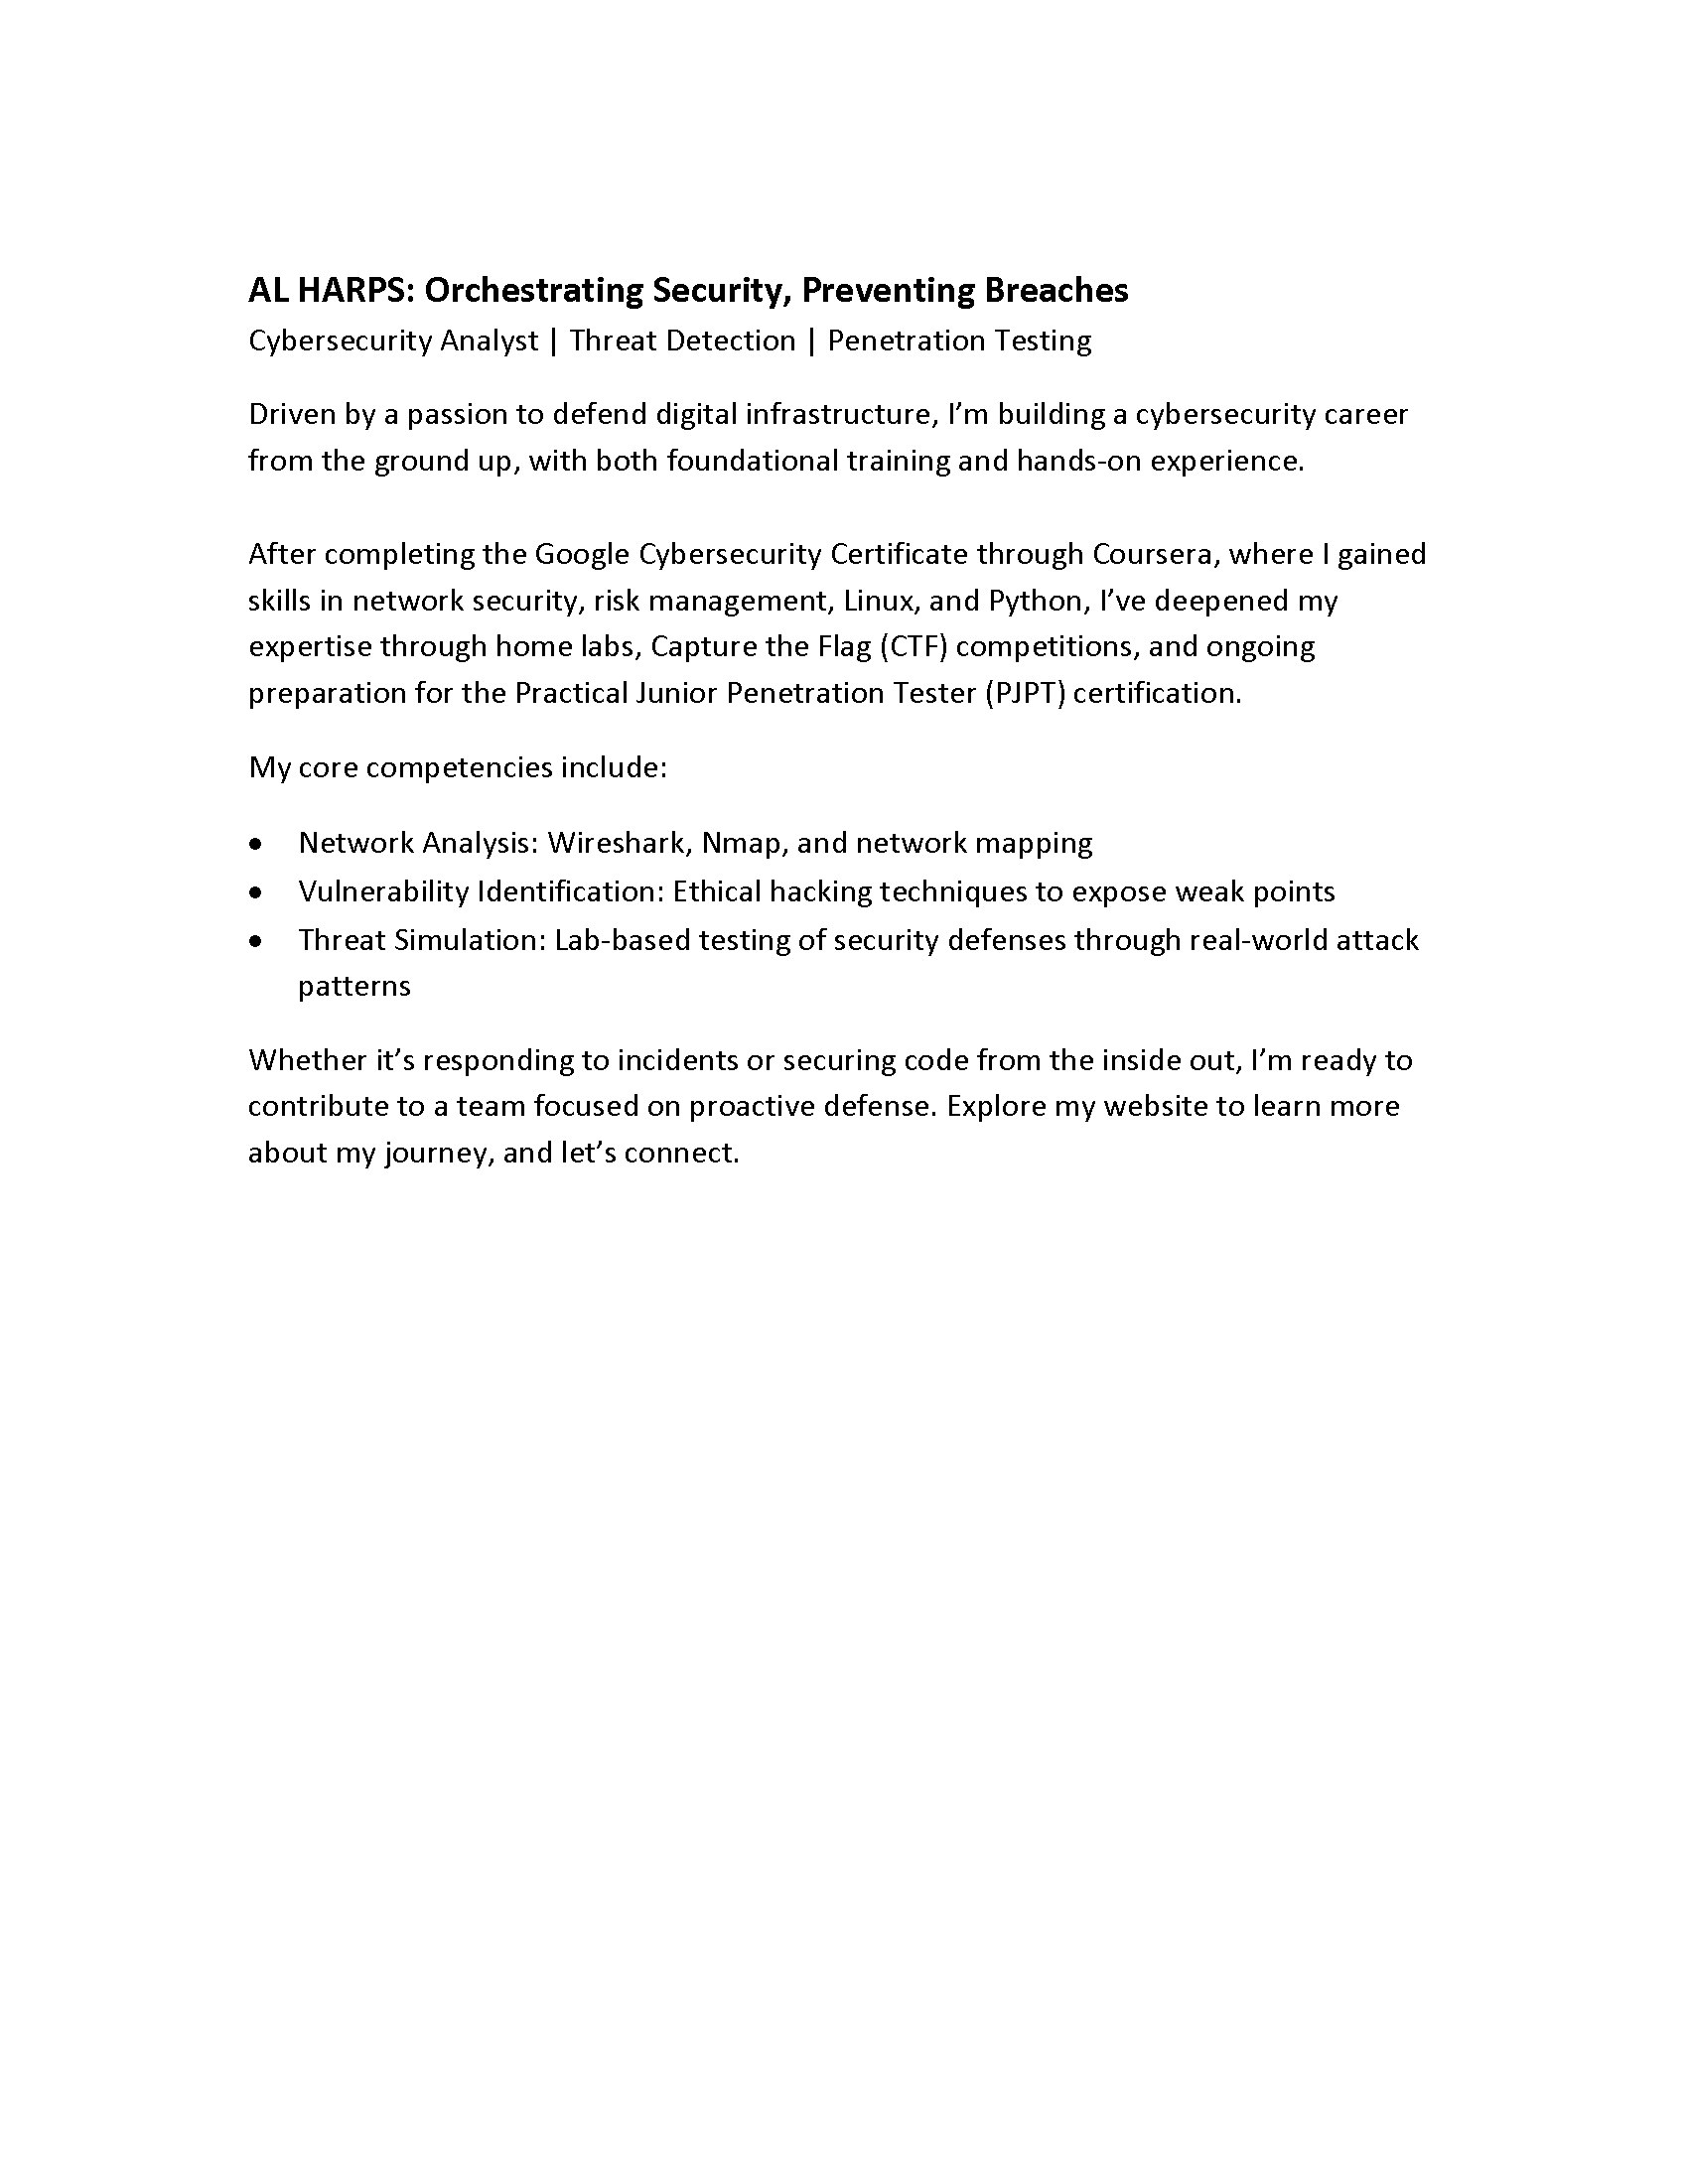 AL HARPS: Orchestrating Security, Preventing Breaches
Cybersecurity Analyst | Threat Detection | Penetration Testing
Driven by a passion to defend digital infrastructure, I’m building a cybersecurity career
from the ground up, with both foundational training and hands-on experience.
After completing the Google Cybersecurity Certificate through Coursera, where I gained
skills in network security, risk management, Linux, and Python, I’ve deepened my
expertise through home labs, Capture the Flag (CTF) competitions, and ongoing
preparation for the Practical Junior Penetration Tester (PJPT) certification.
My core competencies include:
• Network Analysis: Wireshark, Nmap, and network mapping
• Vulnerability Identification: Ethical hacking techniques to expose weak points
• Threat Simulation: Lab-based testing of security defenses through real-world attack
patterns
Whether it’s responding to incidents or securing code from the inside out, I’m ready to
contribute to a team focused on proactive defense. Explore my website to learn more
about my journey, and let’s connect.